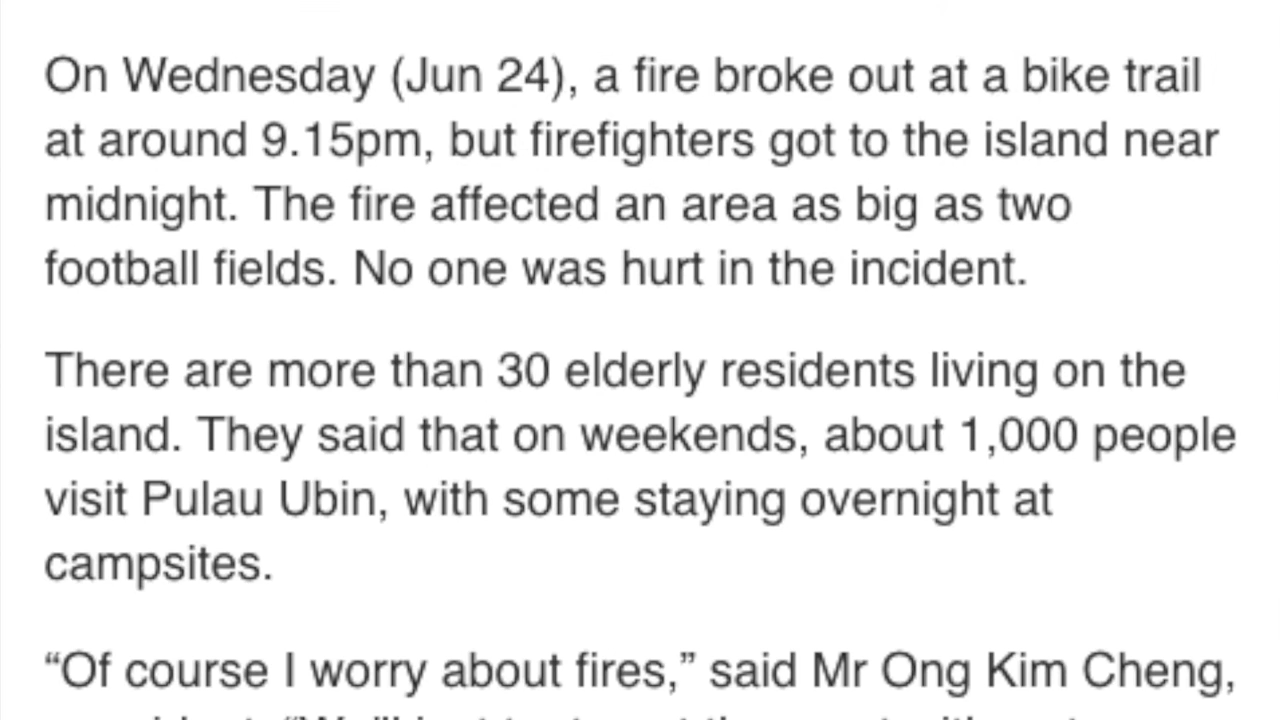 On Wednesday (Jun 24), a fire broke out at a bike trail
at around 9.15pm, but firefighters got to the island near
midnight. The fire affected an area as big as two
football fields. No one was hurt in the incident.
There are more than 30 elderly residents living on the
island. They said that on weekends, about 1,000 people
visit Pulau Ubin, with some staying overnight at
campsites.
“Of course I worry about fires,” said Mr Ong Kim Cheng,